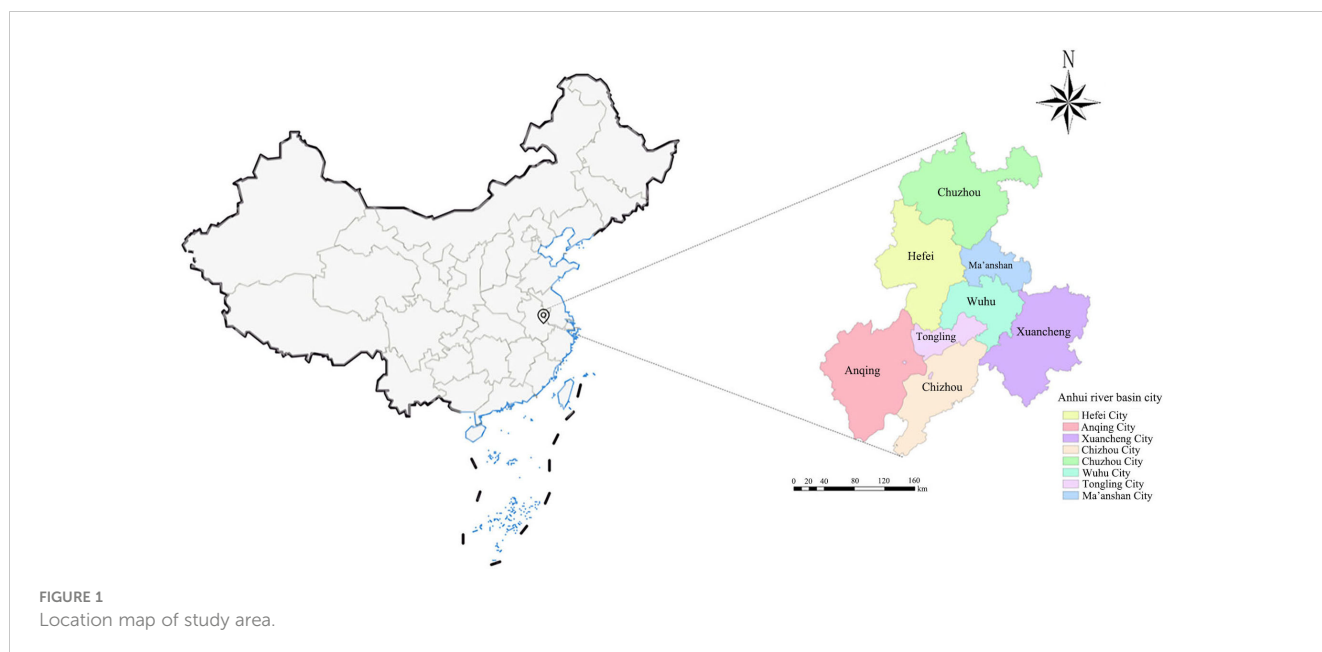 N
Chuzhou
Hefei
Ma'anshan
Wuhu
Xuancheng
Tongling
Anqing
Chizhou
Anhui river basin city
Hefei City
Anqing City
Xuancheng City
Chizhou City
Chuzhou City
Wuhu City
Tongling City
Ma'anshan City
0 20 40 80 120 160
km
FIGURE 1
Location map of study area.